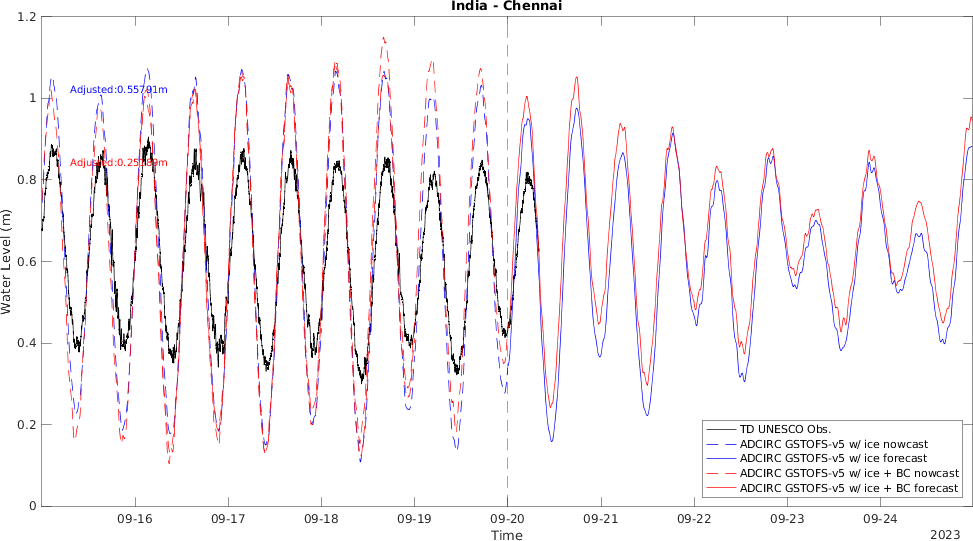 India - Chennai
1.2
1
0.8
0.6
0.4
0.2
0
Water Level (m)
Adjusted:0.55791m
TD UNESCO Obs.
ADCIRC GSTOFS-v5 w/ ice nowcast
ADCIRC GSTOFS-v5 w/ ice forecast
ADCIRC GSTOFS-v5 w/ ice + BC nowcast
ADCIRC GSTOFS-v5 w/ ice + BC forecast
09-16
09-17
09-18
09-19
09-20
09-21
09-22
09-23
09-24
Time
2023